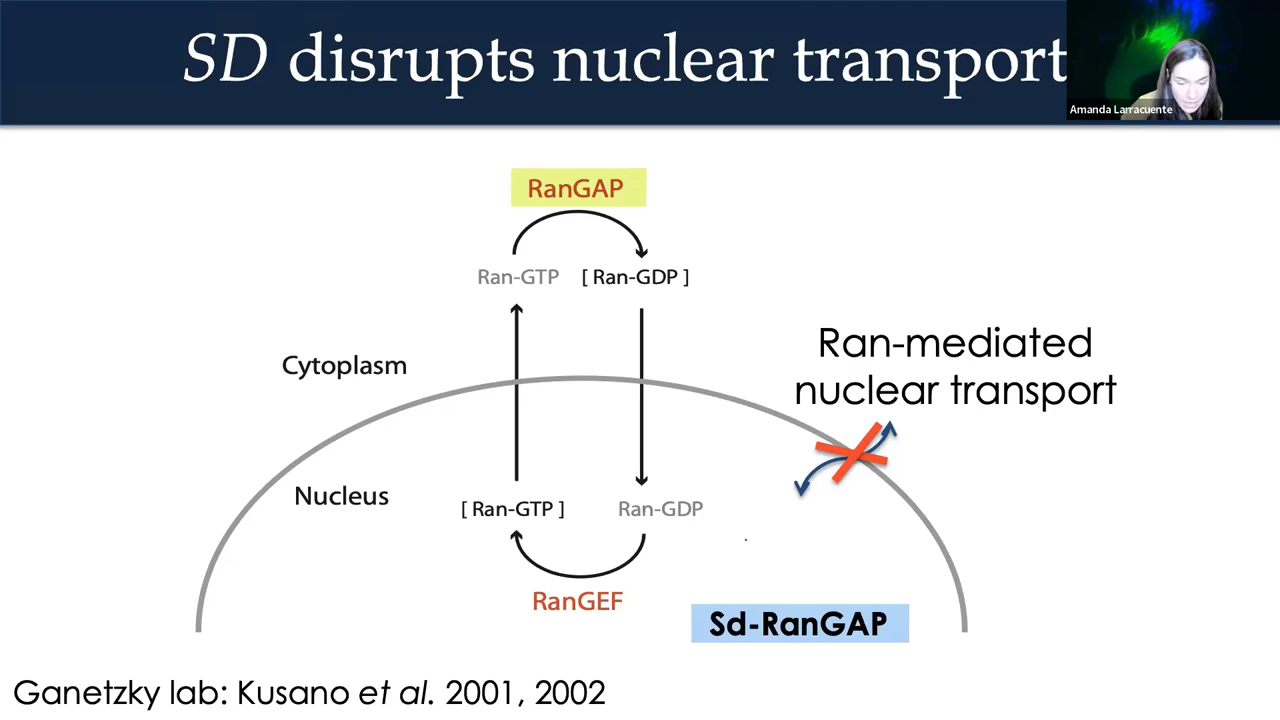 SD disrupts nuclear transport
Amanda Larracuente
RanGAP
Ran-GTP [ Ran-GDP ]
Cytoplasm
Ran-mediated
nuclear transport
Nucleus
[ Ran-GTP ] Ran-GDP
RanGEF
Sd-RanGAP
Ganetzky lab: Kusano et al. 2001, 2002